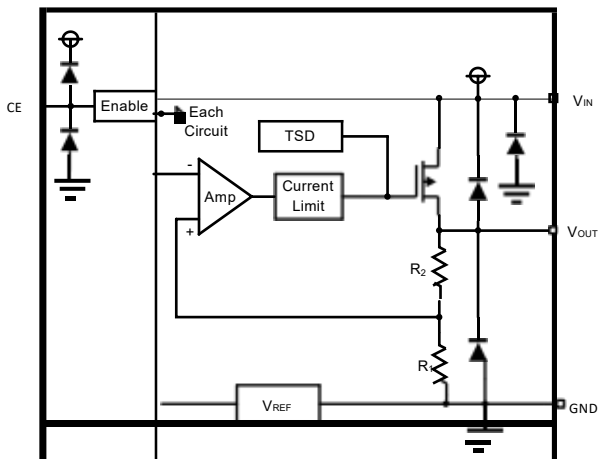 CE
Enable
Each
Circuit
TSD
VIN
-
Amp
+
Current
Limit
VOUT
R2
R1
VREF
GND